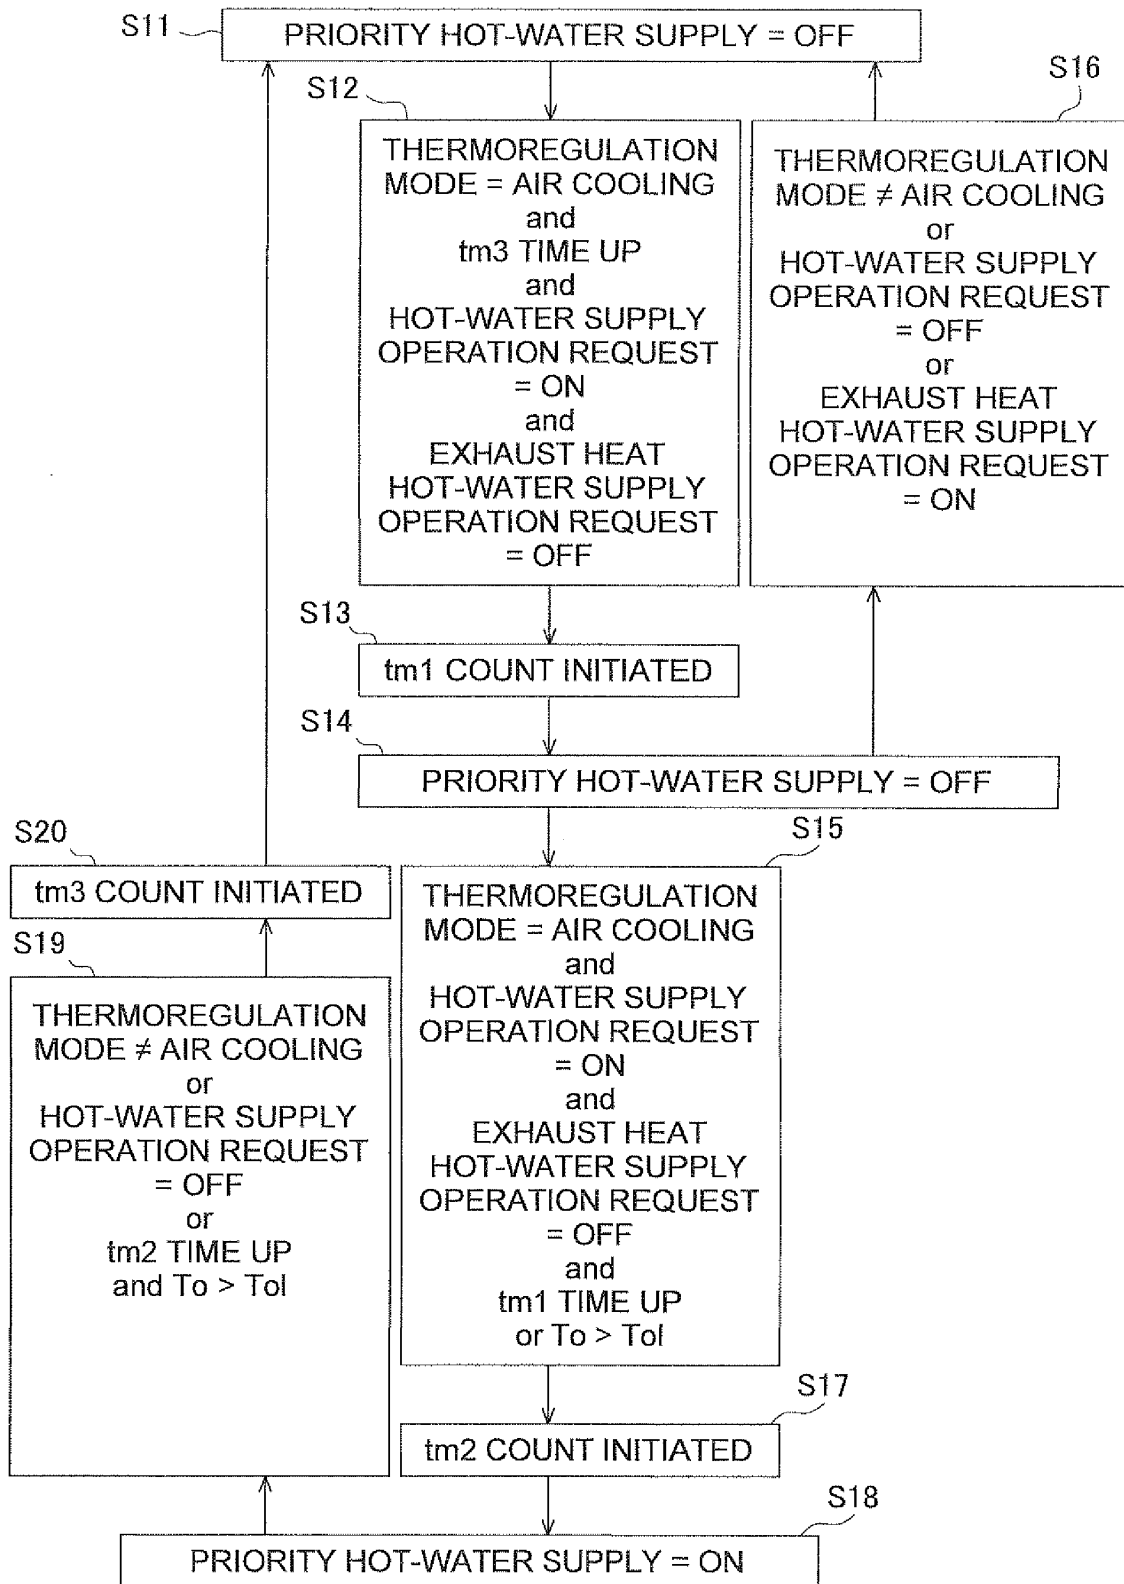 S11
PRIORITY HOT-WATER SUPPLY = OFF
S12
THERMOREGULATION
MODE = AIR COOLING
and
tm3 TIME UP
and
HOT-WATER SUPPLY
OPERATION REQUEST
= ON
and
EXHAUST HEAT
HOT-WATER SUPPLY
OPERATION REQUEST
= OFF
S16
THERMOREGULATION
MODE ≠ AIR COOLING
or
HOT-WATER SUPPLY
OPERATION REQUEST
= OFF
or
EXHAUST HEAT
HOT-WATER SUPPLY
OPERATION REQUEST
= ON
S13
tm1 COUNT INITIATED
S14
PRIORITY HOT-WATER SUPPLY = OFF
S15
THERMOREGULATION
MODE = AIR COOLING
and
HOT-WATER SUPPLY
OPERATION REQUEST
= ON
and
EXHAUST HEAT
HOT-WATER SUPPLY
OPERATION REQUEST
= OFF
and
tm1 TIME UP
or To > Tol
S20
tm3 COUNT INITIATED
S19
THERMOREGULATION
MODE ≠ AIR COOLING
or
HOT-WATER SUPPLY
OPERATION REQUEST
= OFF
or
tm2 TIME UP
and To > Tol
S17
tm2 COUNT INITIATED
S18
PRIORITY HOT-WATER SUPPLY = ON